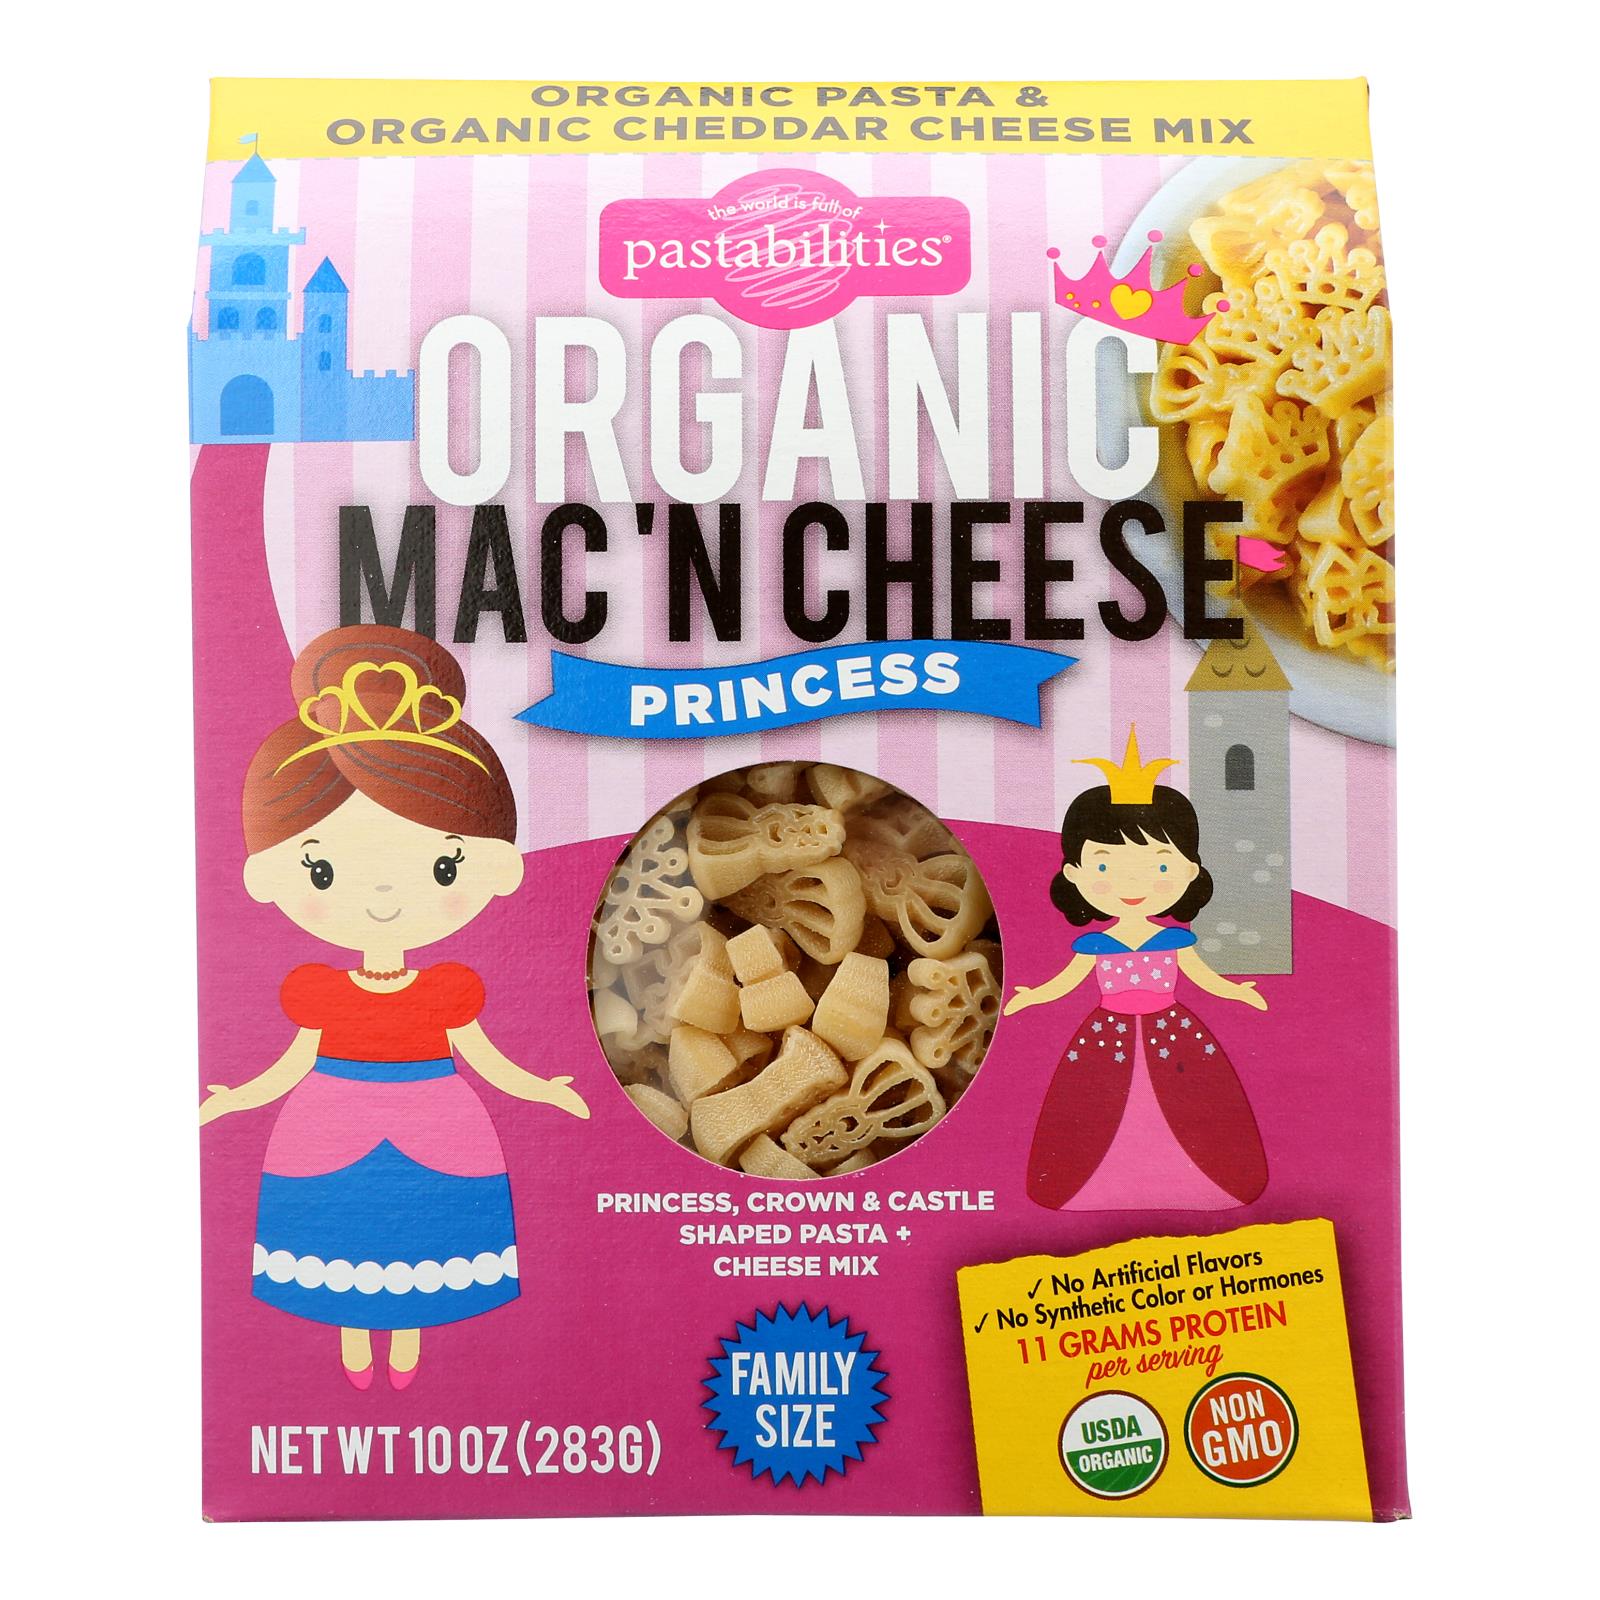 ORGANIC PASTA &
ORGANIC CHEDDAR CHEESE MIX
the world is full of
pastabilities®
ORGANIC
MAC 'N CHEESE
PRINCESS
PRINCESS, CROWN & CASTLE
SHAPED PASTA +
CHEESE MIX
FAMILY
SIZE
NET WT 10 OZ (283G)
✓ No Artificial Flavors
✓ No Synthetic Color or Hormones
11 GRAMS PROTEIN
per serving
USDA
ORGANIC
NON
GMO